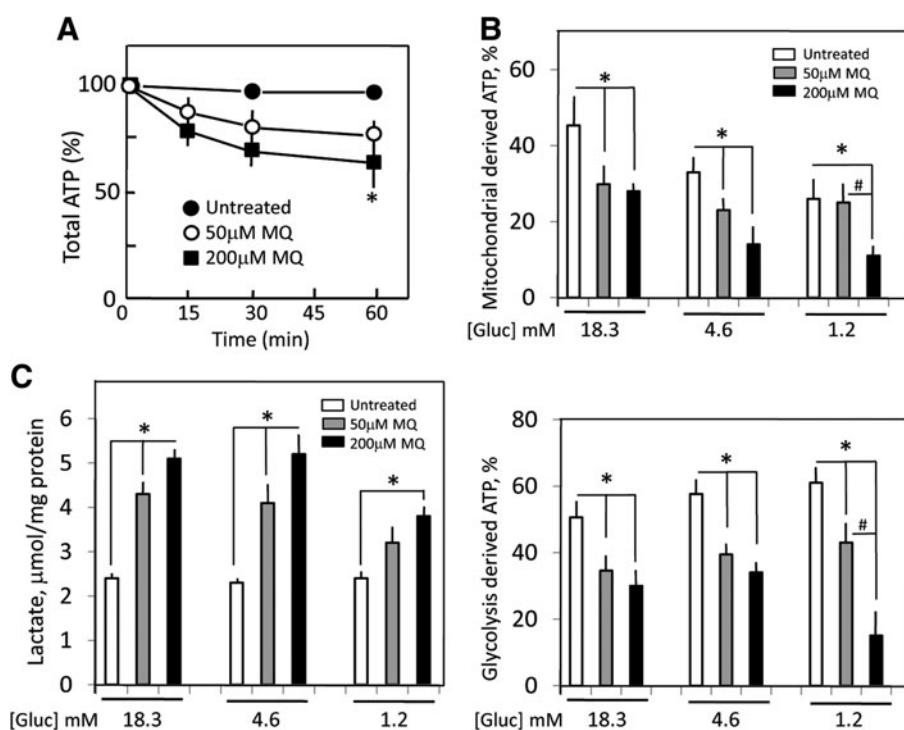 A
Total ATP (%)
100
50
0
Untreated
50μM MQ
200μM MQ
*
0 15 30 45 60
Time (min)
B
Mitochondrial derived ATP, %
60
40
20
0
Untreated
50μM MQ
200μM MQ
* * * #
[Gluc] mM 18.3 4.6 1.2
C
Lactate, μmol/mg protein
6
5
4
3
2
1
0
Untreated
50μM MQ
200μM MQ
* * *
[Gluc] mM 18.3 4.6 1.2
Glycolysis derived ATP, %
80
60
40
20
0
* * * #
[Gluc] mM 18.3 4.6 1.2